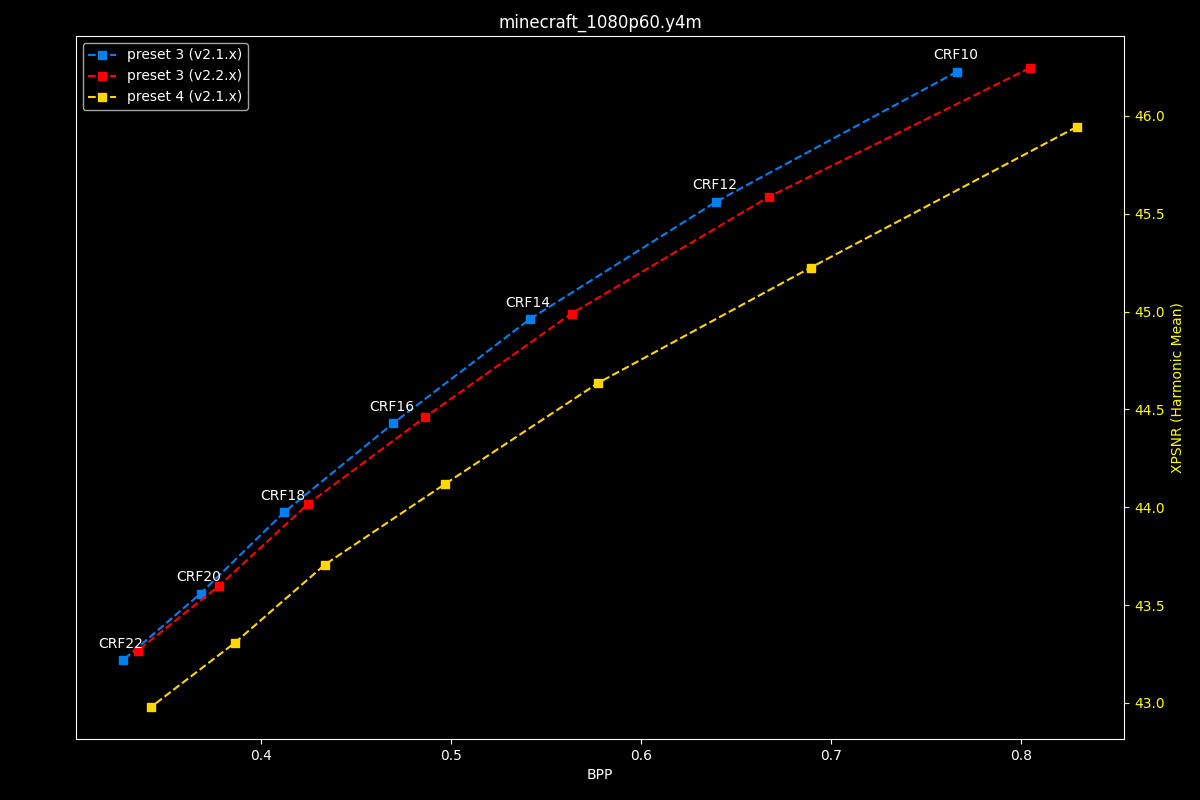 minecraft_1080p60.y4m
preset 3 (v2.1.x)
preset 3 (v2.2.x)
preset 4 (v2.1.x)
CRF10
CRF12
CRF14
CRF16
CRF18
CRF20
CRF22
46.0
45.5
45.0
44.5
44.0
43.5
43.0
XPSNR (Harmonic Mean)
0.4 0.5 0.6 0.7 0.8
BPP